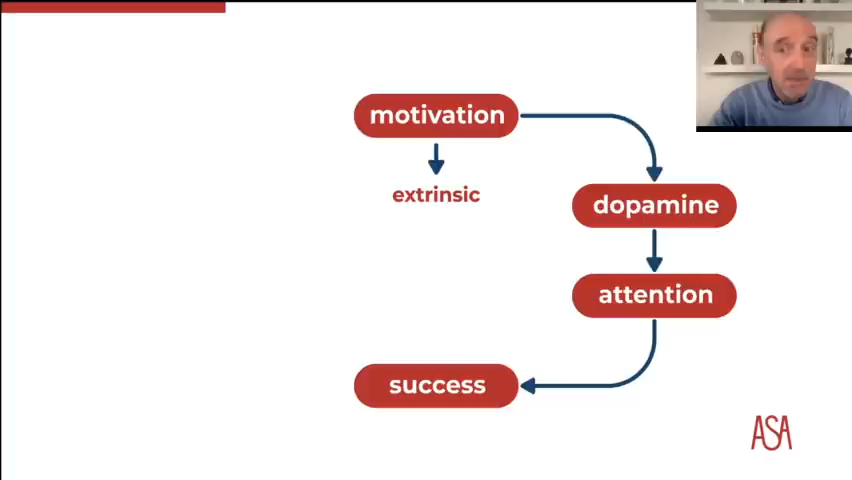 motivation
extrinsic
dopamine
attention
success
ASA